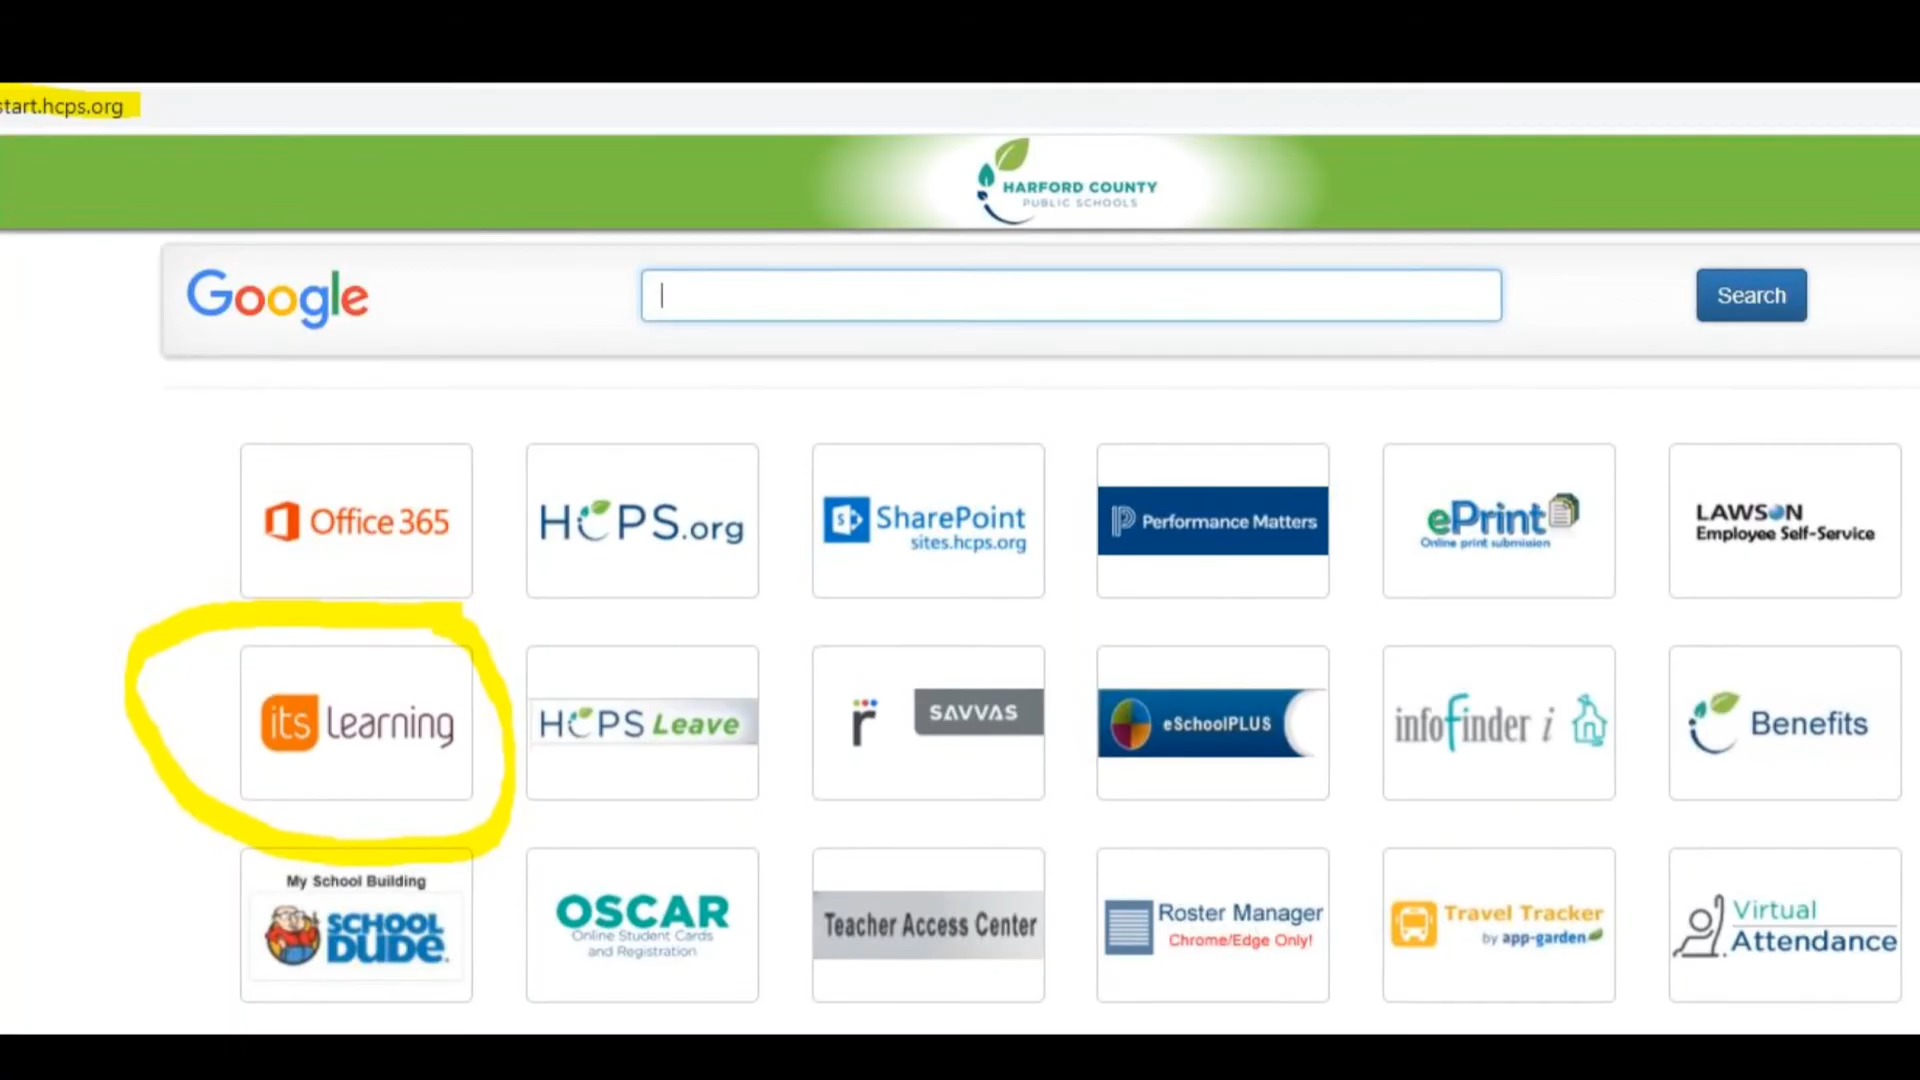 start.hcps.org
HARFORD COUNTY
PUBLIC SCHOOLS
Google
Search
Office 365
HCPS.org
SharePoint
sites.hcps.org
Performance Matters
ePrint
Online print submission
LAWSON
Employee Self-Service
its Learning
HCPS Leave
r
SAVVAS
eSchoolPLUS
infofinder i
Benefits
My School Building
SCHOOL
DUDE
OSCAR
Online Student Cards
and Registration
Teacher Access Center
Roster Manager
Chrome/Edge Only!
Travel Tracker
by app-garden
Virtual
Attendance